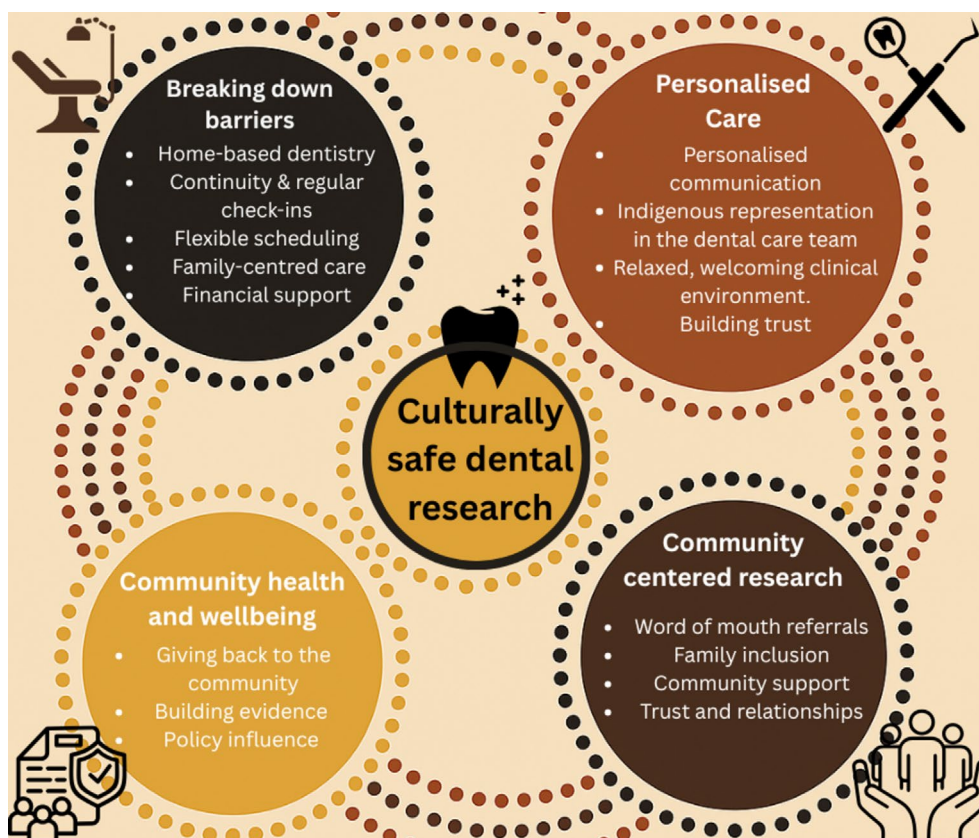 Breaking down
barriers
• Home-based dentistry
• Continuity & regular
check-ins
• Flexible scheduling
• Family-centred care
• Financial support
Personalised
Care
• Personalised
communication
• Indigenous representation
in the dental care team
• Relaxed, welcoming clinical
environment.
• Building trust
Culturally
safe dental
research
Community health
and wellbeing
• Giving back to the
community
• Building evidence
• Policy influence
Community
centered research
• Word of mouth referrals
• Family inclusion
• Community support
• Trust and relationships